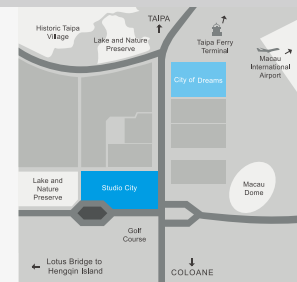 TAIPA
Historic Taipa
Village
Lake and Nature
Preserve
Taipa Ferry
Terminal
Macau
International
Airport
City of Dreams
Lake and
Nature
Preserve
Studio City
Macau
Dome
Golf
Course
Lotus Bridge to
Hengqin Island
COLOANE